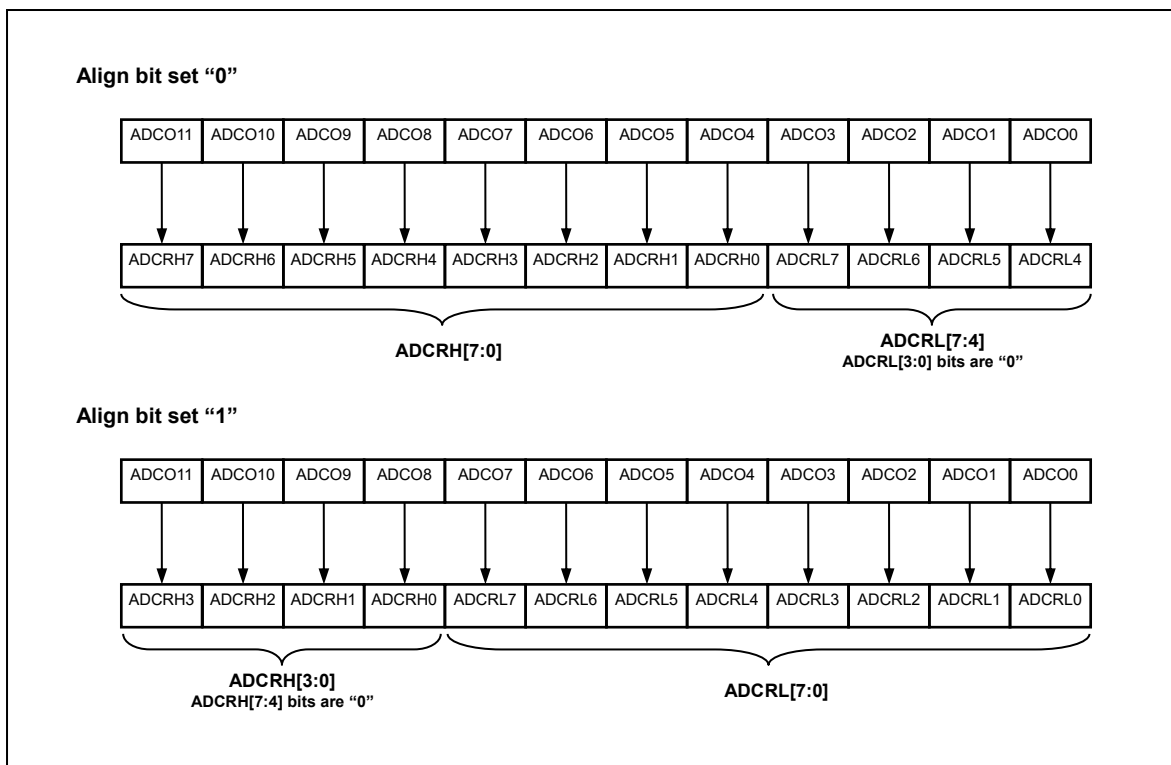 Align bit set “0”
ADCO11 ADCO10 ADCO9 ADCO8 ADCO7 ADCO6 ADCO5 ADCO4 ADCO3 ADCO2 ADCO1 ADCO0
ADCRH7 ADCRH6 ADCRH5 ADCRH4 ADCRH3 ADCRH2 ADCRH1 ADCRH0 ADCRL7 ADCRL6 ADCRL5 ADCRL4
ADCRH[7:0]
ADCRL[7:4]
ADCRL[3:0] bits are “0”
Align bit set “1”
ADCO11 ADCO10 ADCO9 ADCO8 ADCO7 ADCO6 ADCO5 ADCO4 ADCO3 ADCO2 ADCO1 ADCO0
ADCRH3 ADCRH2 ADCRH1 ADCRH0 ADCRL7 ADCRL6 ADCRL5 ADCRL4 ADCRL3 ADCRL2 ADCRL1 ADCRL0
ADCRH[3:0]
ADCRH[7:4] bits are “0”
ADCRL[7:0]